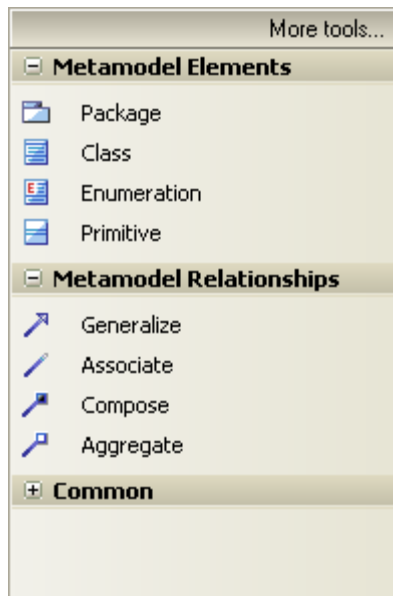 More tools...
Metamodel Elements
Package
Class
Enumeration
Primitive
Metamodel Relationships
Generalize
Associate
Compose
Aggregate
Common